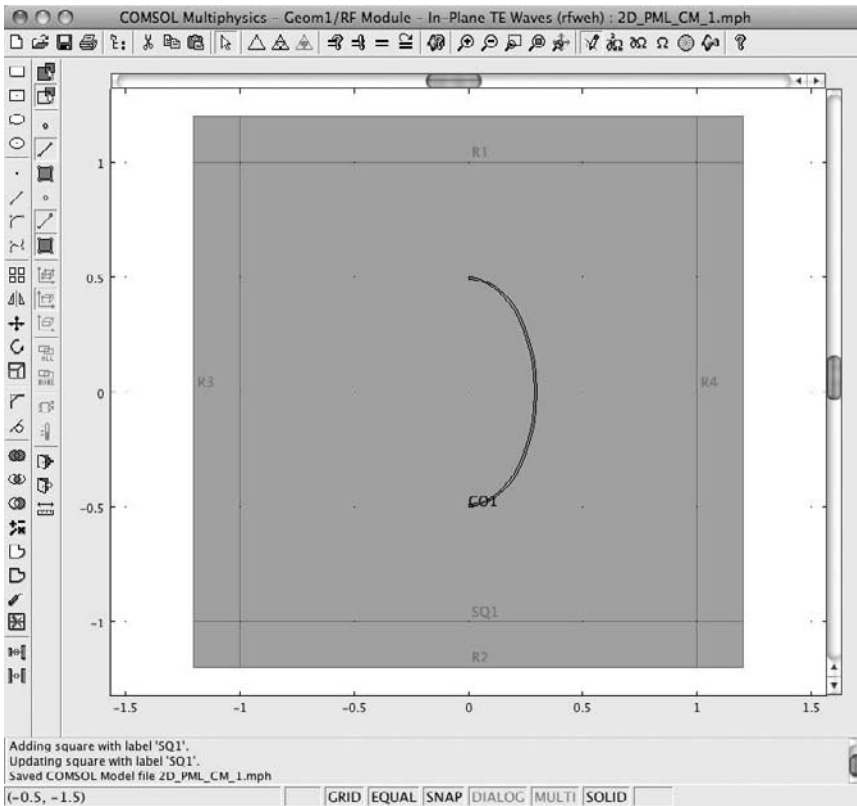 COMSOL Multiphysics - Geom1/RF Module - In-Plane TE Waves (rfweh) : 2D_PML_CM_1.mph
R1
1
0.5
R3
0
R4
CO1
-0.5
SQ1
-1
R2
-1.5 -1 -0.5 0 0.5 1 1.5
Adding square with label 'SQ1'.
Updating square with label 'SQ1'.
Saved COMSOL Model file 2D_PML_CM_1.mph
(-0.5, -1.5) GRID EQUAL SNAP DIALOG MULTI SOLID